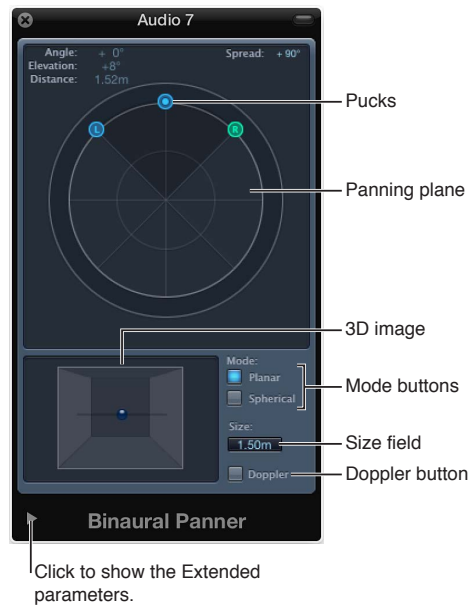 Audio 7
Angle: + 0°
Spread: + 90°
Elevation: +8°
Distance: 1.52m
Pucks
L
R
Panning plane
3D image
Mode:
Planar
Mode buttons
Spherical
Size:
1.50m
Size field
Doppler
Doppler button
Binaural Panner
Click to show the Extended
parameters.